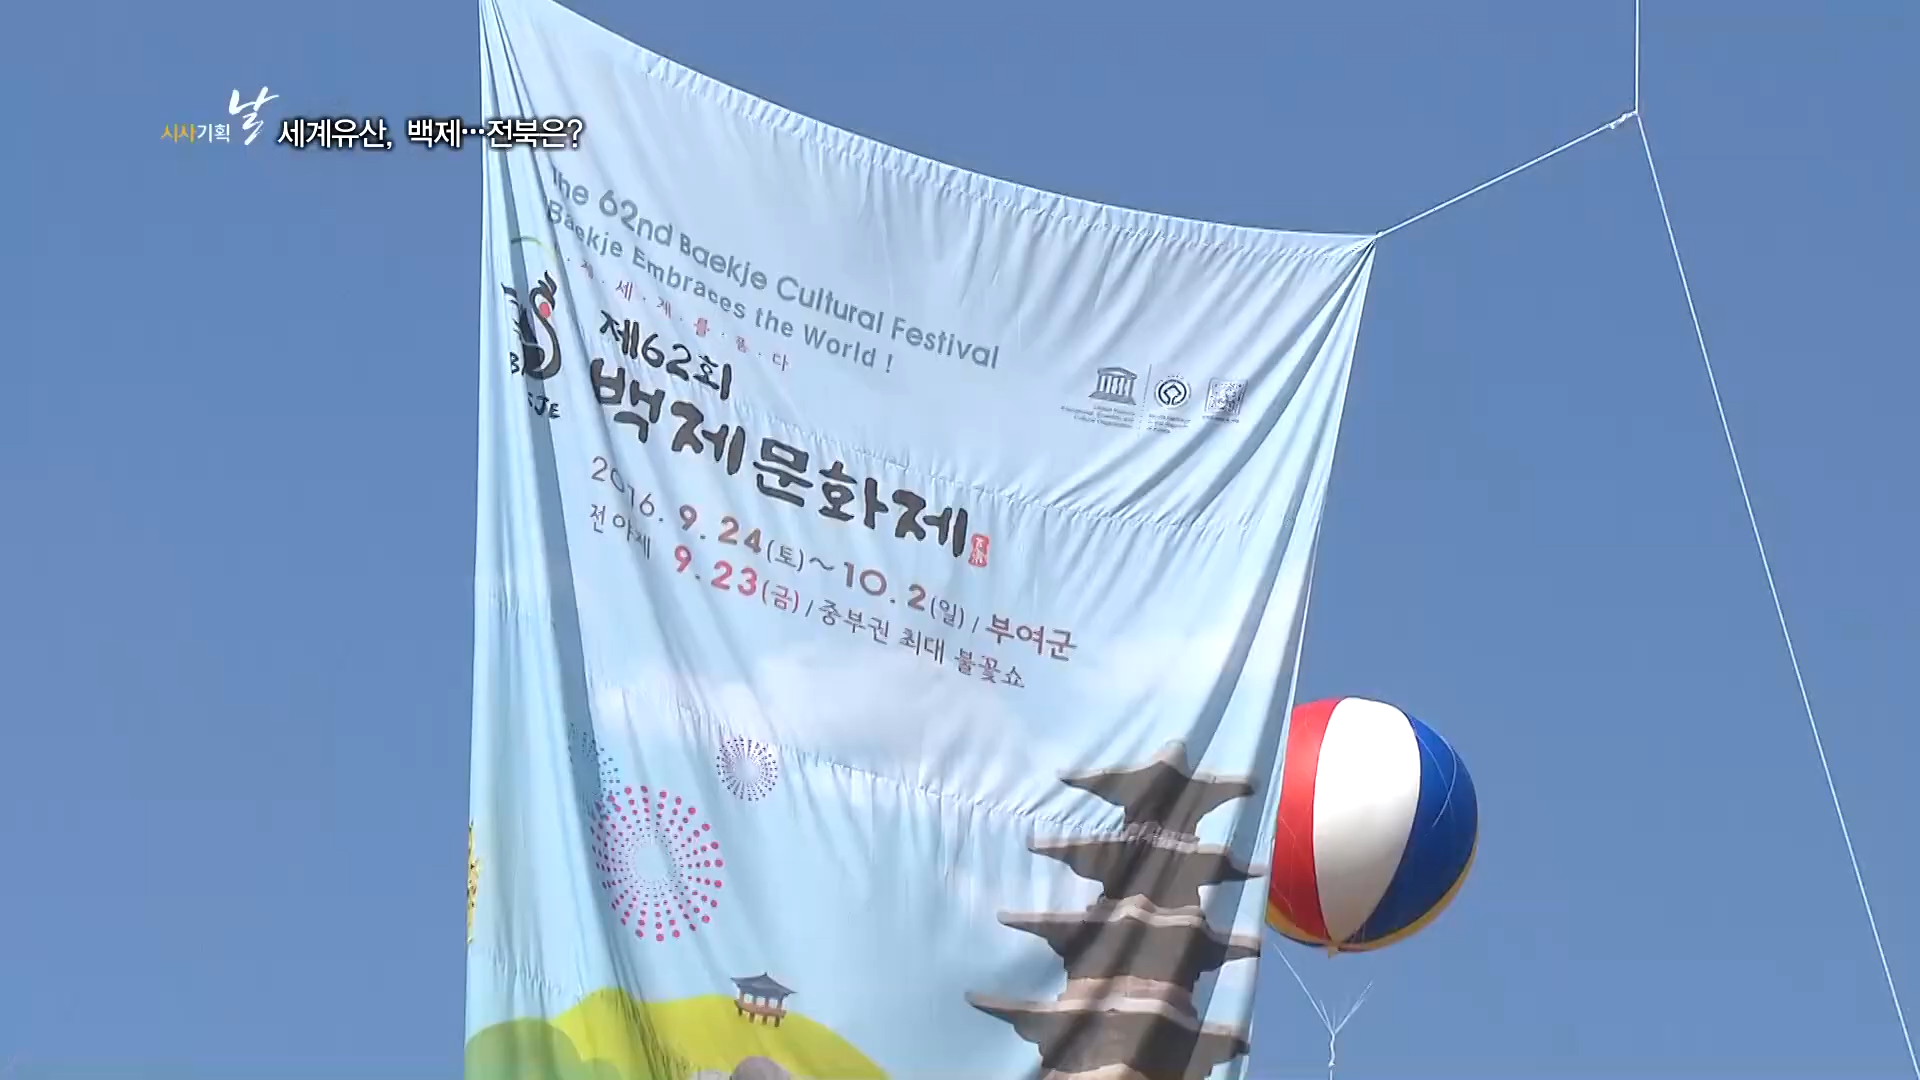 시사기획 날 세계유산, 백제…전북은?
The 62nd Baekje Cultural Festival
Baekje Embraces the World !
제 · 세 · 계 · 를 · 품 · 다
제62회
백제문화제
2016. 9. 24(토)~10. 2(일) / 부여군
전야제 9. 23(금) / 중부권 최대 불꽃쇼